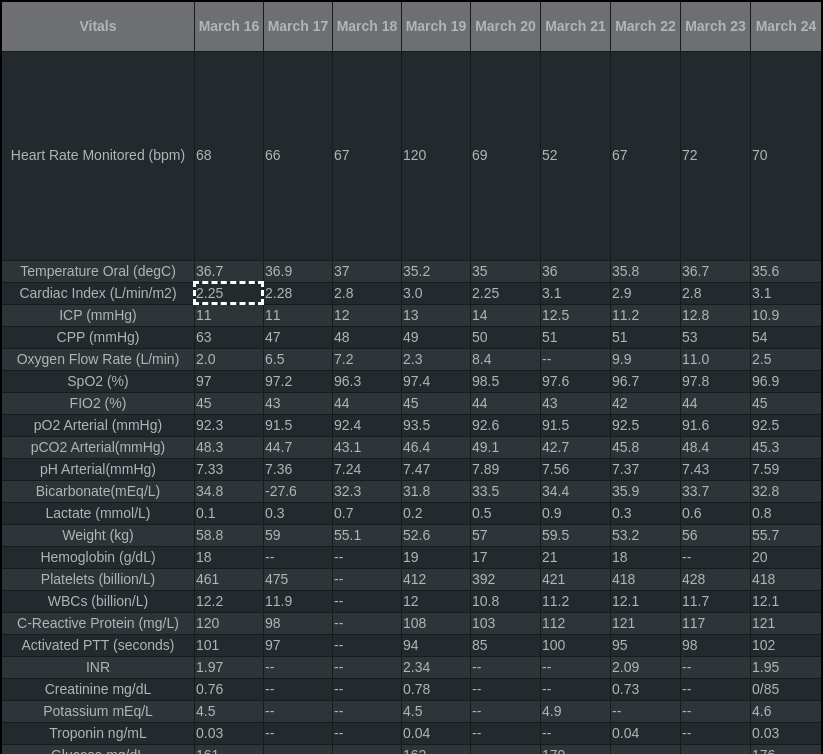 Vitals March 16 March 17 March 18 March 19 March 20 March 21 March 22 March 23 March 24
Heart Rate Monitored (bpm) 68 66 67 120 69 52 67 72 70
Temperature Oral (degC) 36.7 36.9 37 35.2 35 36 35.8 36.7 35.6
Cardiac Index (L/min/m2) 2.25 2.28 2.8 3.0 2.25 3.1 2.9 2.8 3.1
ICP (mmHg) 11 11 12 13 14 12.5 11.2 12.8 10.9
CPP (mmHg) 63 47 48 49 50 51 51 53 54
Oxygen Flow Rate (L/min) 2.0 6.5 7.2 2.3 8.4 -- 9.9 11.0 2.5
SpO2 (%) 97 97.2 96.3 97.4 98.5 97.6 96.7 97.8 96.9
FIO2 (%) 45 43 44 45 44 43 42 44 45
pO2 Arterial (mmHg) 92.3 91.5 92.4 93.5 92.6 91.5 92.5 91.6 92.5
pCO2 Arterial(mmHg) 48.3 44.7 43.1 46.4 49.1 42.7 45.8 48.4 45.3
pH Arterial(mmHg) 7.33 7.36 7.24 7.47 7.89 7.56 7.37 7.43 7.59
Bicarbonate(mEq/L) 34.8 -27.6 32.3 31.8 33.5 34.4 35.9 33.7 32.8
Lactate (mmol/L) 0.1 0.3 0.7 0.2 0.5 0.9 0.3 0.6 0.8
Weight (kg) 58.8 59 55.1 52.6 57 59.5 53.2 56 55.7
Hemoglobin (g/dL) 18 -- -- 19 17 21 18 -- 20
Platelets (billion/L) 461 475 -- 412 392 421 418 428 418
WBCs (billion/L) 12.2 11.9 -- 12 10.8 11.2 12.1 11.7 12.1
C-Reactive Protein (mg/L) 120 98 -- 108 103 112 121 117 121
Activated PTT (seconds) 101 97 -- 94 85 100 95 98 102
INR 1.97 -- -- 2.34 -- -- 2.09 -- 1.95
Creatinine mg/dL 0.76 -- -- 0.78 -- -- 0.73 -- 0/85
Potassium mEq/L 4.5 -- -- 4.5 -- 4.9 -- -- 4.6
Troponin ng/mL 0.03 -- -- 0.04 -- -- 0.04 -- 0.03